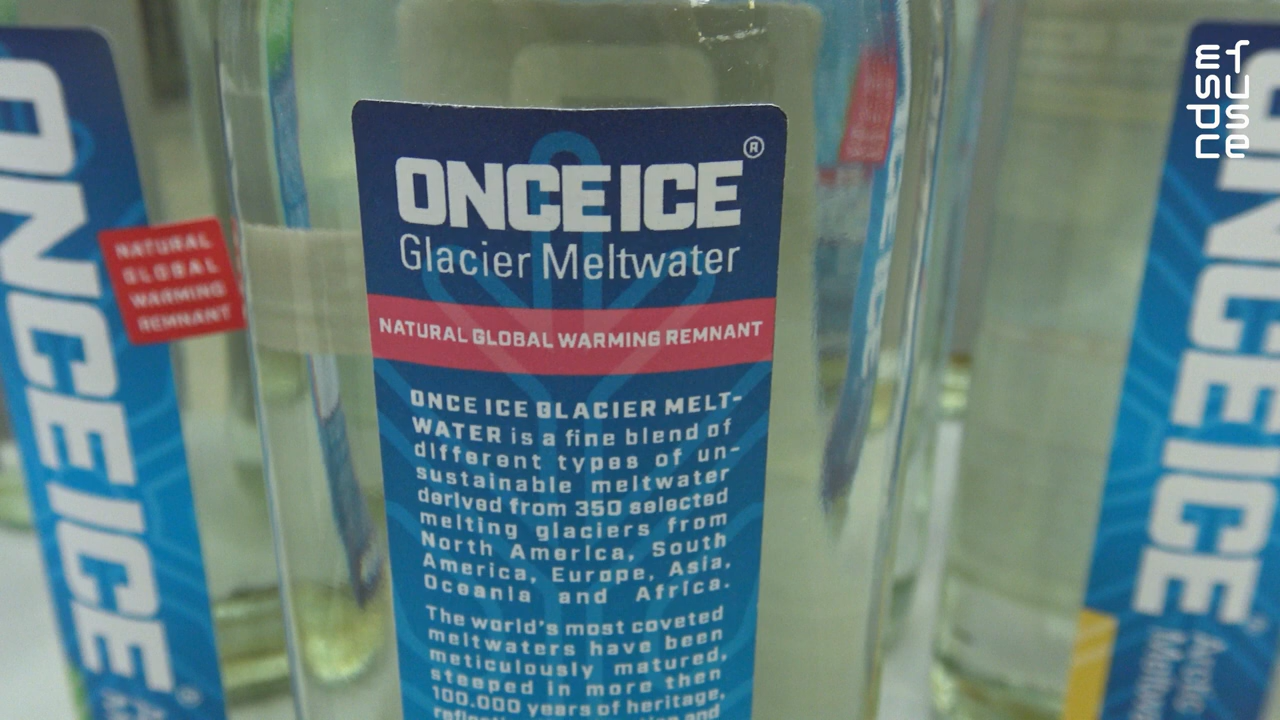 ONCE ICE®
Glacier Meltwater
NATURAL GLOBAL WARMING REMNANT
ONCE ICE GLACIER MELT-
WATER is a fine blend of
different types of un-
sustainable meltwater
derived from 350 selected
melting glaciers from
North America, South
America, Europe, Asia,
Oceania and Africa.
The world's most coveted
meltwaters have been
meticulously matured,
steeped in more then
100.000 years of heritage,
ONCE ICE
NATURAL
GLOBAL
WARMING
REMNANT
ONCE ICE
Arctic
fuse
msdn